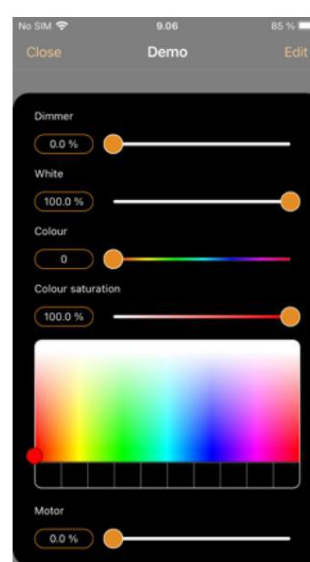 No SIM 9.06 85 %
Close Demo Edit
Dimmer
0.0 %
White
100.0 %
Colour
0
Colour saturation
100.0 %
Motor
0.0 %